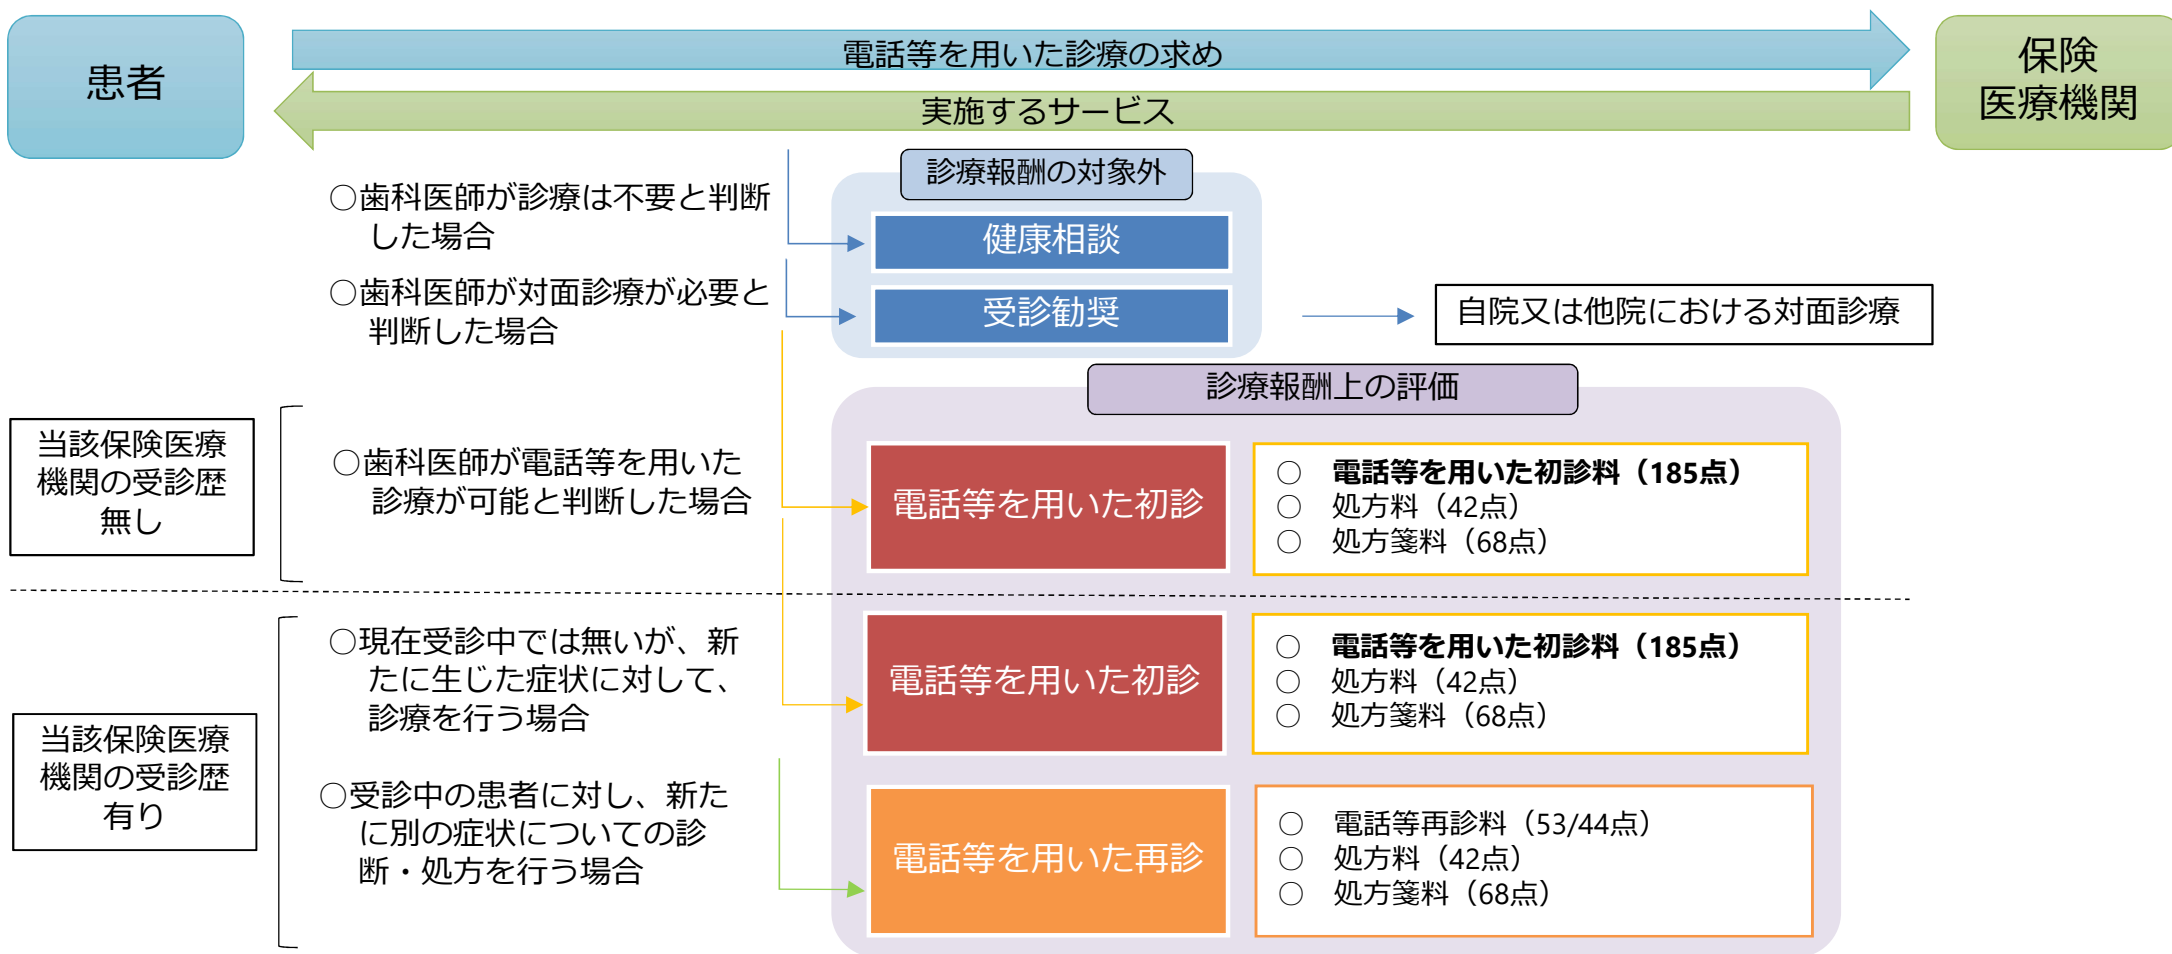 患者
電話等を用いた診療の求め
実施するサービス
保険
医療機関
診療報酬の対象外
○歯科医師が診療は不要と判断
した場合
健康相談
○歯科医師が対面診療が必要と
判断した場合
受診勧奨
自院又は他院における対面診療
診療報酬上の評価
当該保険医療
機関の受診歴
無し
○歯科医師が電話等を用いた
診療が可能と判断した場合
電話等を用いた初診
○ 電話等を用いた初診料（185点）
○ 処方料（42点）
○ 処方箋料（68点）
当該保険医療
機関の受診歴
有り
○現在受診中では無いが、新
たに生じた症状に対して、
診療を行う場合
電話等を用いた初診
○ 電話等を用いた初診料（185点）
○ 処方料（42点）
○ 処方箋料（68点）
○受診中の患者に対し、新た
に別の症状についての診
断・処方を行う場合
電話等を用いた再診
○ 電話等再診料（53/44点）
○ 処方料（42点）
○ 処方箋料（68点）